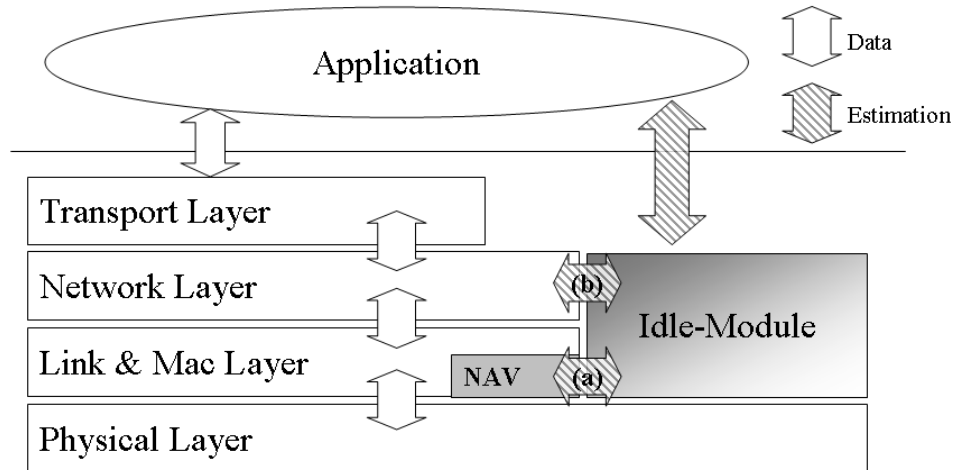 Application
Data
Estimation
Transport Layer
Network Layer
(b)
Idle-Module
Link & Mac Layer
NAV
(a)
Physical Layer